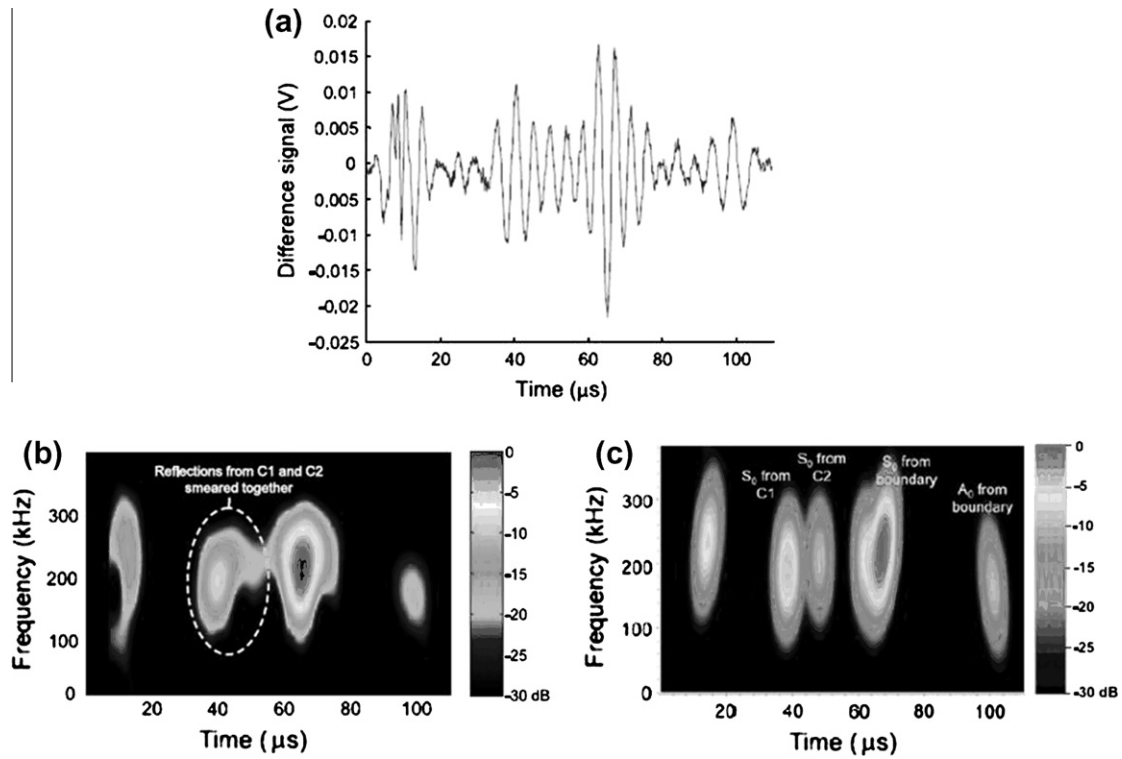 (a)
0.02
0.015
0.01
0.005
0
0.005
-0.01
-0.015
-0.02
-0.025
Difference signal (V)
0 20 40 60 80 100
Time (μs)
(b)
Reflections from C1 and C2
smeared together
300
200
100
0
Frequency (kHz)
20 40 60 80 100
Time ( μs)
0
-5
-10
-15
-20
-25
-30 dB
(c)
S0 from
C1
S0 from
C2
S0 from
boundary
A0 from
boundary
300
200
100
0
Frequency (kHz)
20 40 60 80 100
Time ( μs)
0
-5
-10
-15
-20
-25
-30 dB